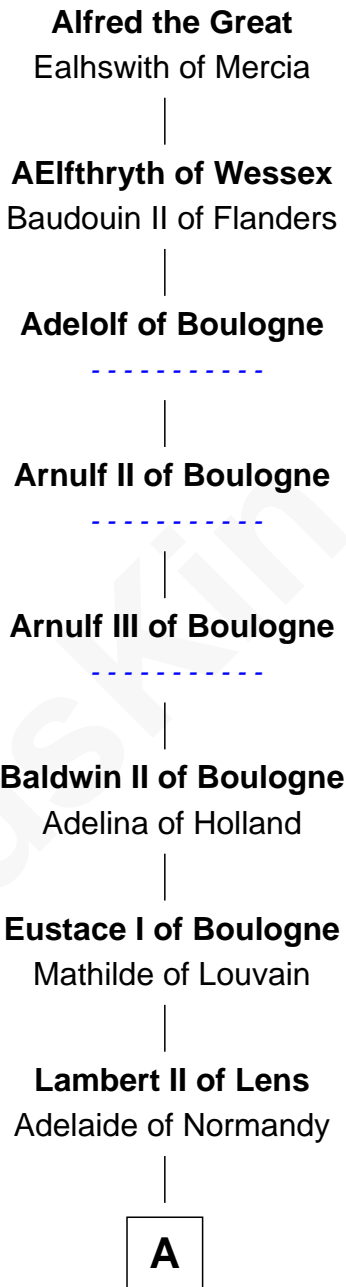 Alfred the Great
Ealhswith of Mercia
AElfthryth of Wessex
Baudouin II of Flanders
Adelolf of Boulogne
- - - - - - - - - - -
Arnulf II of Boulogne
- - - - - - - - - - -
Arnulf III of Boulogne
- - - - - - - - - - -
Baldwin II of Boulogne
Adelina of Holland
Eustace I of Boulogne
Mathilde of Louvain
Lambert II of Lens
Adelaide of Normandy
A